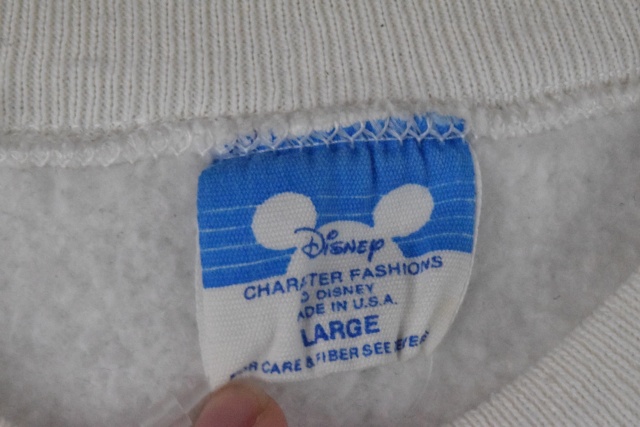 Disney
CHARACTER FASHIONS
© DISNEY
MADE IN U.S.A.
LARGE
FOR CARE & FIBER SEE REVERSE